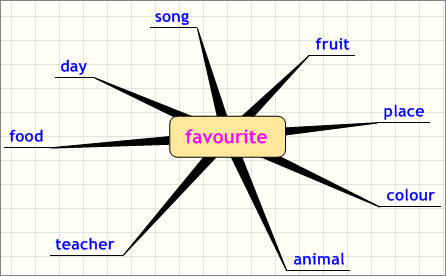 song
fruit
day
place
favourite
food
colour
teacher
animal